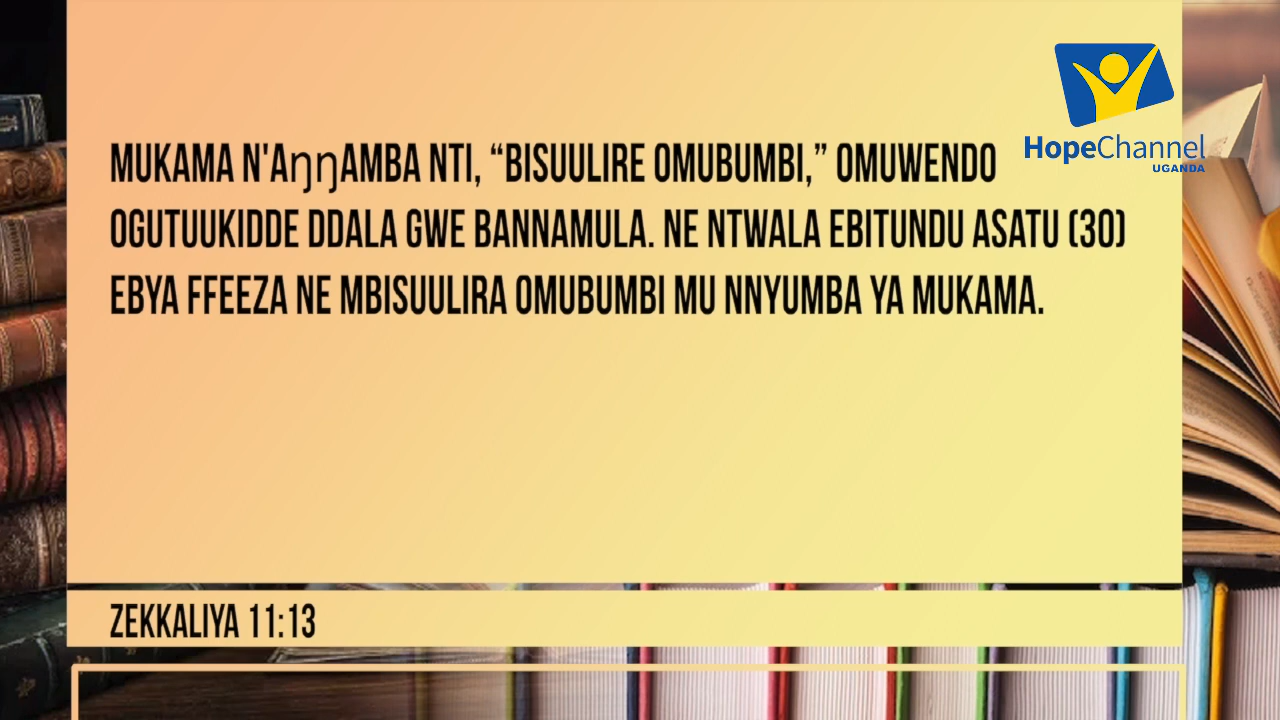 HopeChannel
UGANDA
MUKAMA N'AŋŋAMBA NTI, “BISUULIRE OMUBUMBI,” OMUWENDO
OGUTUUKIDDE DDALA GWE BANNAMULA. NE NTWALA EBITUNDU ASATU (30)
EBYA FFEEZA NE MBISUULIRA OMUBUMBI MU NNYUMBA YA MUKAMA.
ZEKKALIYA 11:13